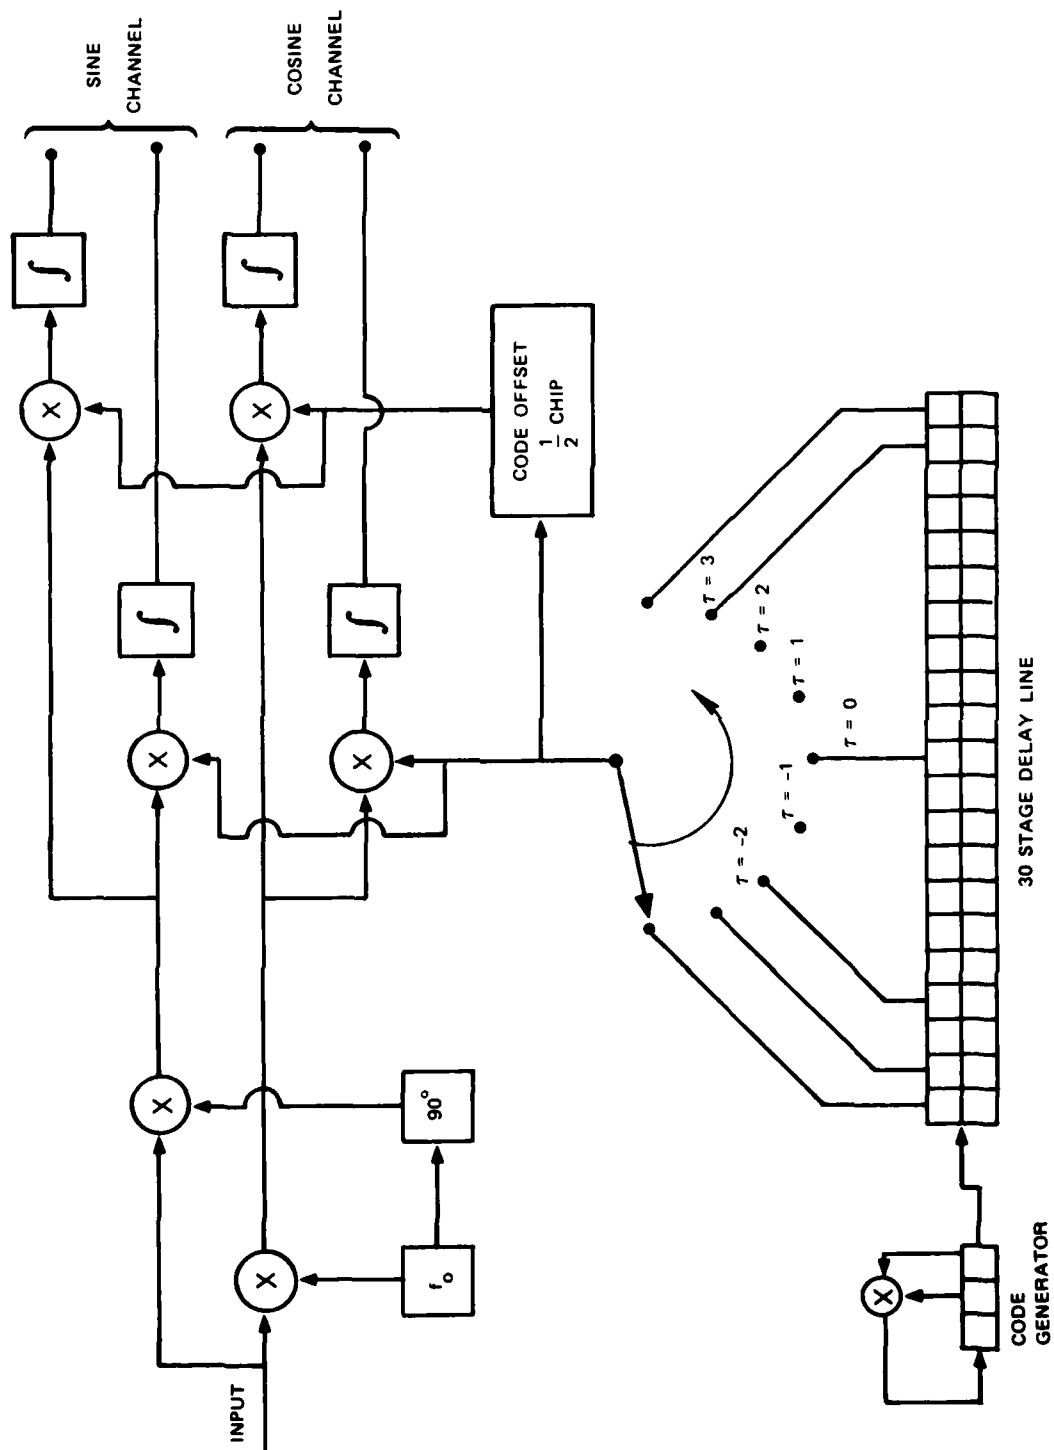 SINE
CHANNEL
COSINE
CHANNEL
∫
∫
∫
∫
X
X
X
X
X
X
CODE OFFSET
1/2 CHIP
90°
f₀
INPUT
τ = 3
τ = 2
τ = 1
τ = 0
τ = -1
τ = -2
30 STAGE DELAY LINE
X
CODE
GENERATOR